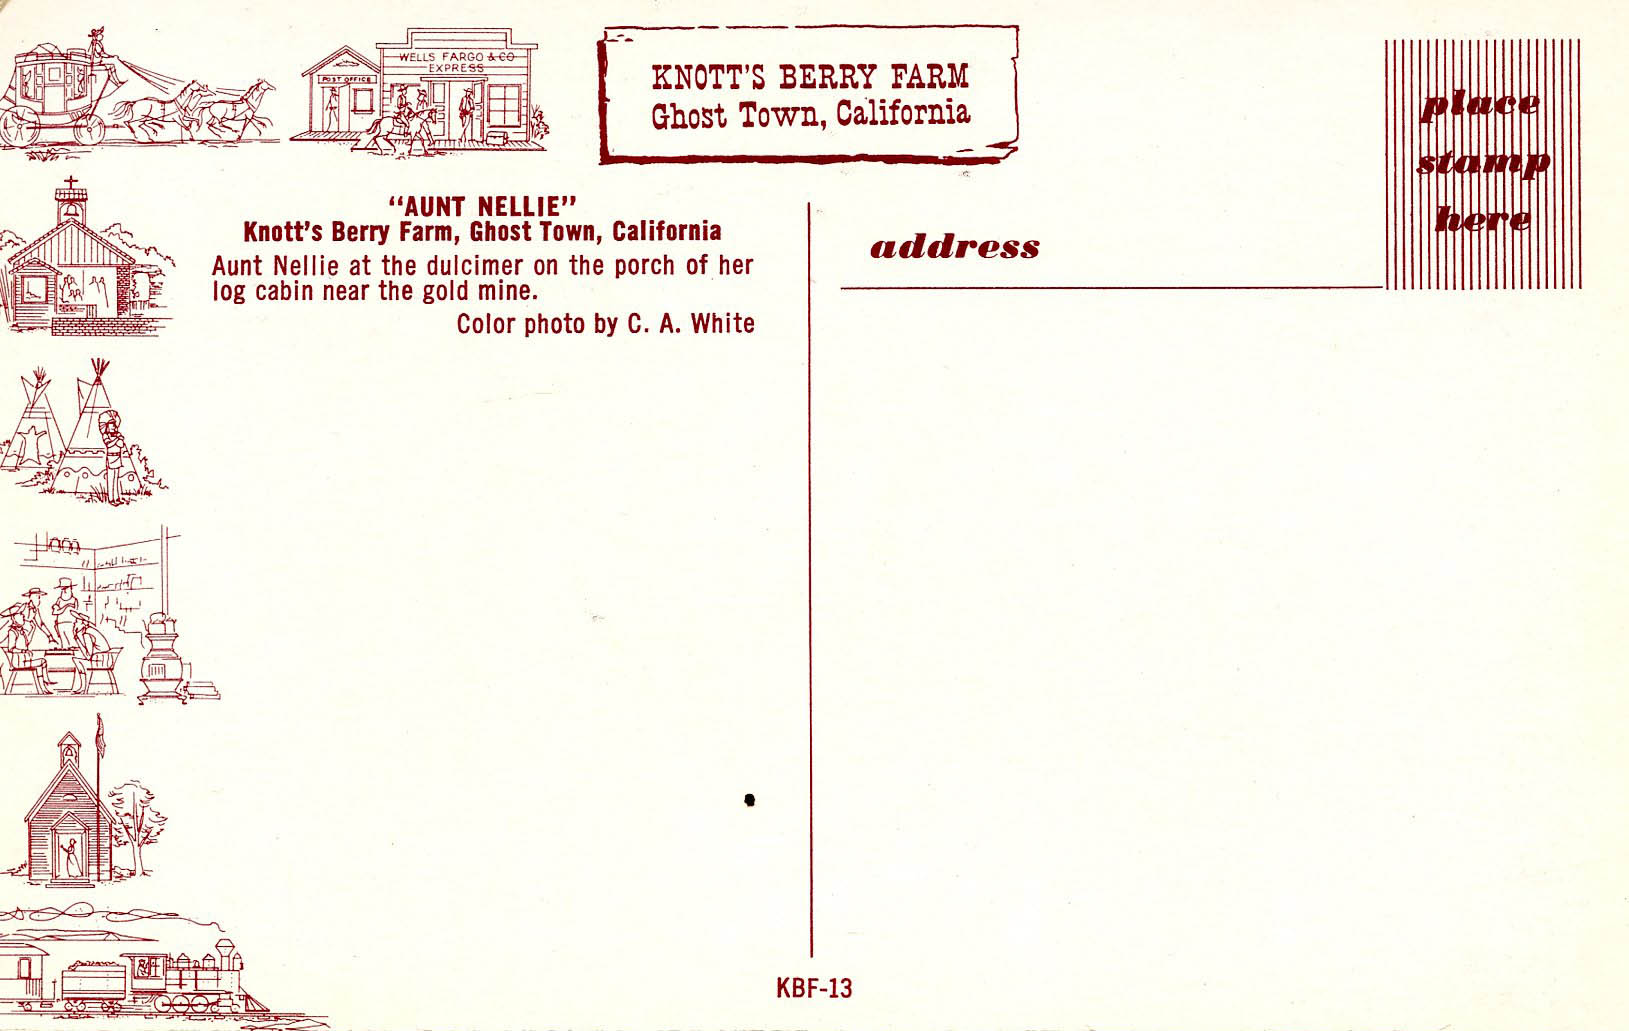 POST OFFICE
WELLS FARGO & CO
EXPRESS
KNOTT'S BERRY FARM
Ghost Town, California
place
stamp
here
"AUNT NELLIE"
Knott's Berry Farm, Ghost Town, California
Aunt Nellie at the dulcimer on the porch of her
log cabin near the gold mine.
Color photo by C. A. White
address
KBF-13